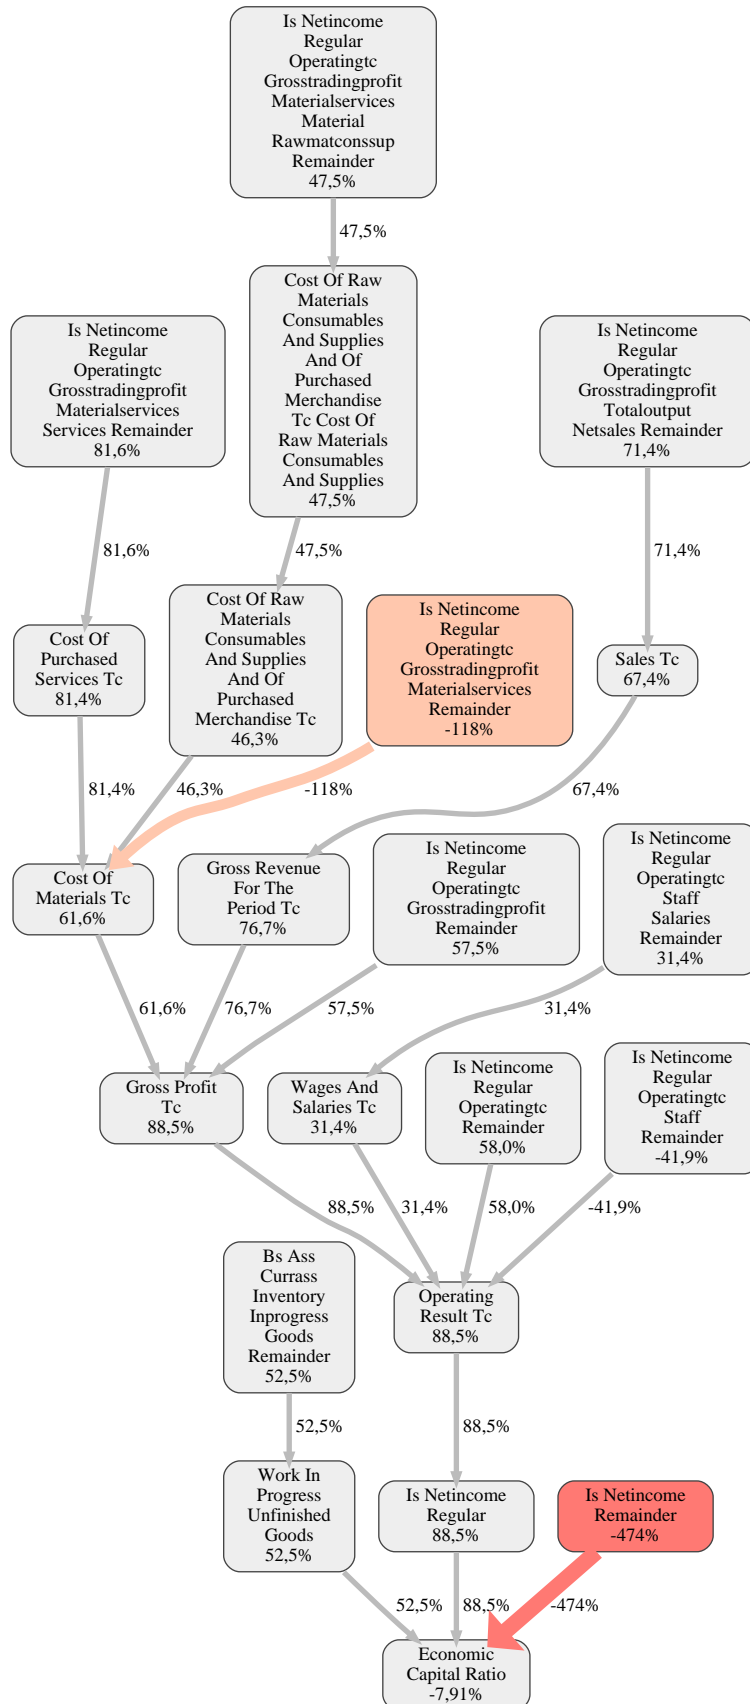 Is Netincome
Regular
Operatingtc
Grosstradingprofit
Materialservices
Material
Rawmatconssup
Remainder
47,5%
47,5%
Cost Of Raw
Materials
Consumables
And Supplies
And Of
Purchased
Merchandise
Tc Cost Of
Raw Materials
Consumables
And Supplies
47,5%
Is Netincome
Regular
Operatingtc
Grosstradingprofit
Materialservices
Services Remainder
81,6%
Is Netincome
Regular
Operatingtc
Grosstradingprofit
Totaloutput
Netsales Remainder
71,4%
81,6%
47,5%
71,4%
Cost Of
Purchased
Services Tc
81,4%
Cost Of Raw
Materials
Consumables
And Supplies
And Of
Purchased
Merchandise Tc
46,3%
Is Netincome
Regular
Operatingtc
Grosstradingprofit
Materialservices
Remainder
-118%
Sales Tc
67,4%
81,4%
46,3%
-118%
67,4%
Cost Of
Materials Tc
61,6%
Gross Revenue
For The
Period Tc
76,7%
Is Netincome
Regular
Operatingtc
Grosstradingprofit
Remainder
57,5%
Is Netincome
Regular
Operatingtc
Staff
Salaries
Remainder
31,4%
61,6%
76,7%
57,5%
31,4%
Gross Profit
Tc
88,5%
Wages And
Salaries Tc
31,4%
Is Netincome
Regular
Operatingtc
Remainder
58,0%
Is Netincome
Regular
Operatingtc
Staff
Remainder
-41,9%
88,5%
31,4%
58,0%
-41,9%
Bs Ass
Currass
Inventory
Inprogress
Goods
Remainder
52,5%
Operating
Result Tc
88,5%
52,5%
88,5%
Work In
Progress
Unfinished
Goods
52,5%
Is Netincome
Regular
88,5%
Is Netincome
Remainder
-474%
52,5%
88,5%
-474%
Economic
Capital Ratio
-7,91%